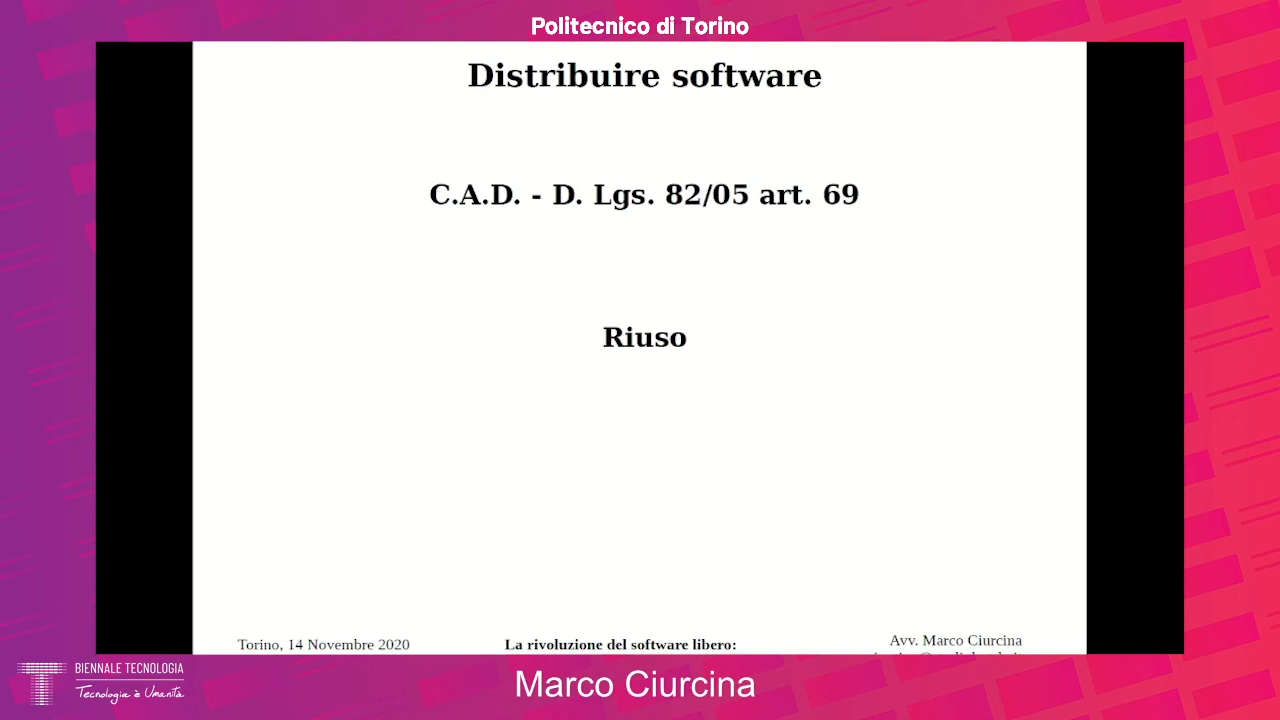 Politecnico di Torino
Distribuire software
C.A.D. - D. Lgs. 82/05 art. 69
Riuso
Torino, 14 Novembre 2020
La rivoluzione del software libero:
Avv. Marco Ciurcina
BIENNALE TECNOLOGIA
Tecnologia è Umanità
Marco Ciurcina